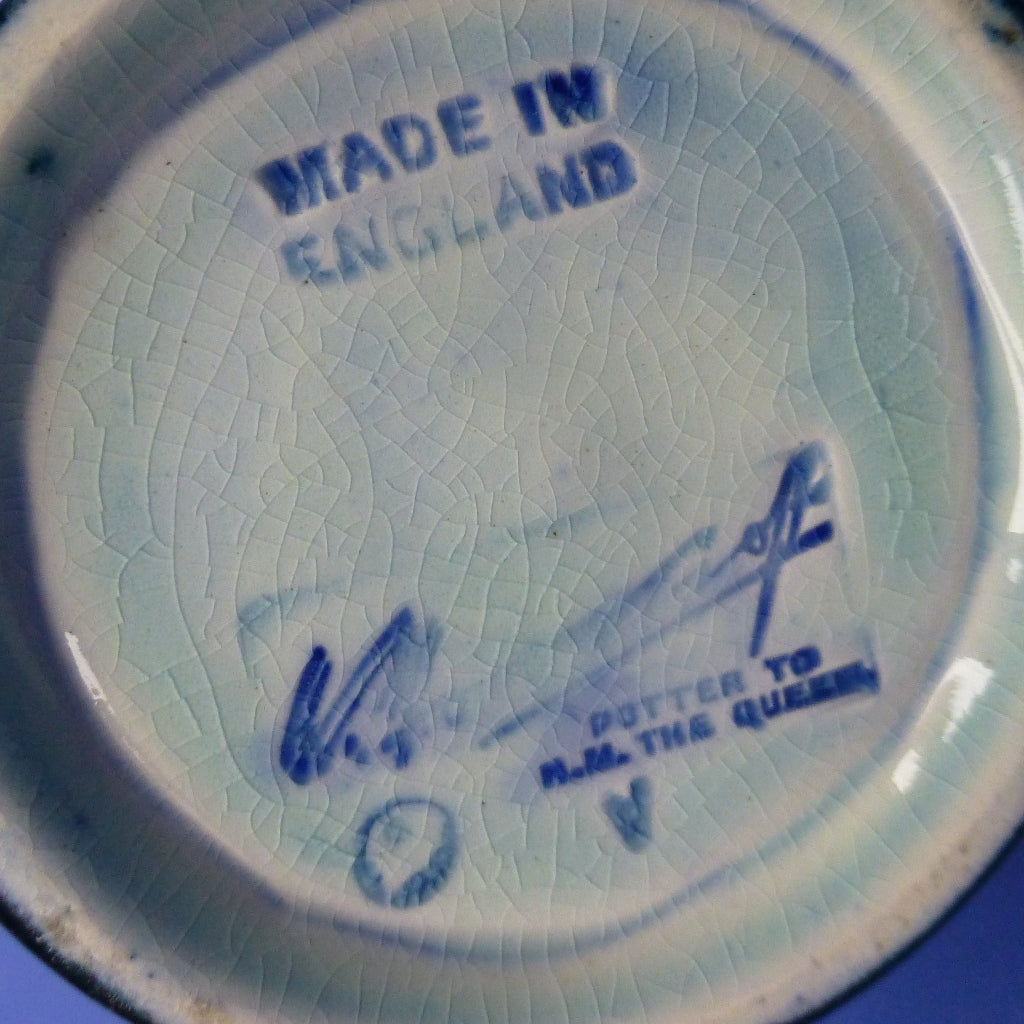 MADE IN
ENGLAND
POTTER TO
H.M. THE QUEEN